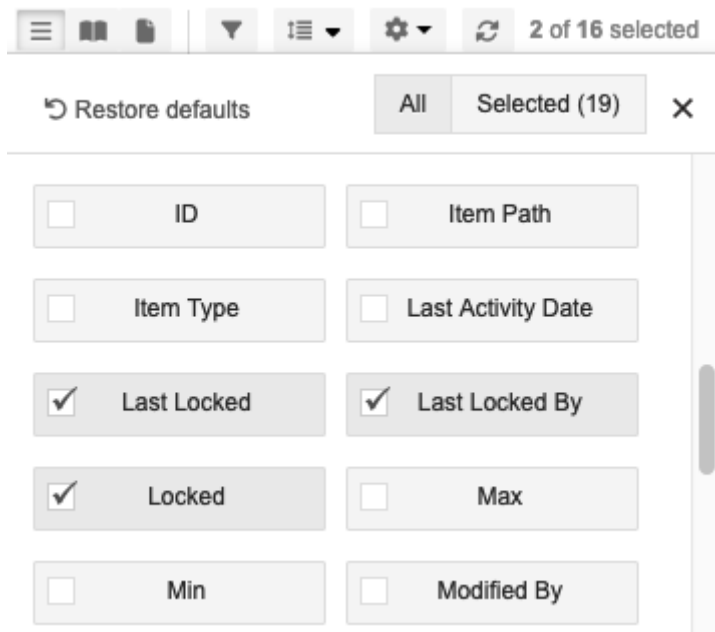 2 of 16 selected
Restore defaults All Selected (19)
ID Item Path
Item Type Last Activity Date
Last Locked Last Locked By
Locked Max
Min Modified By